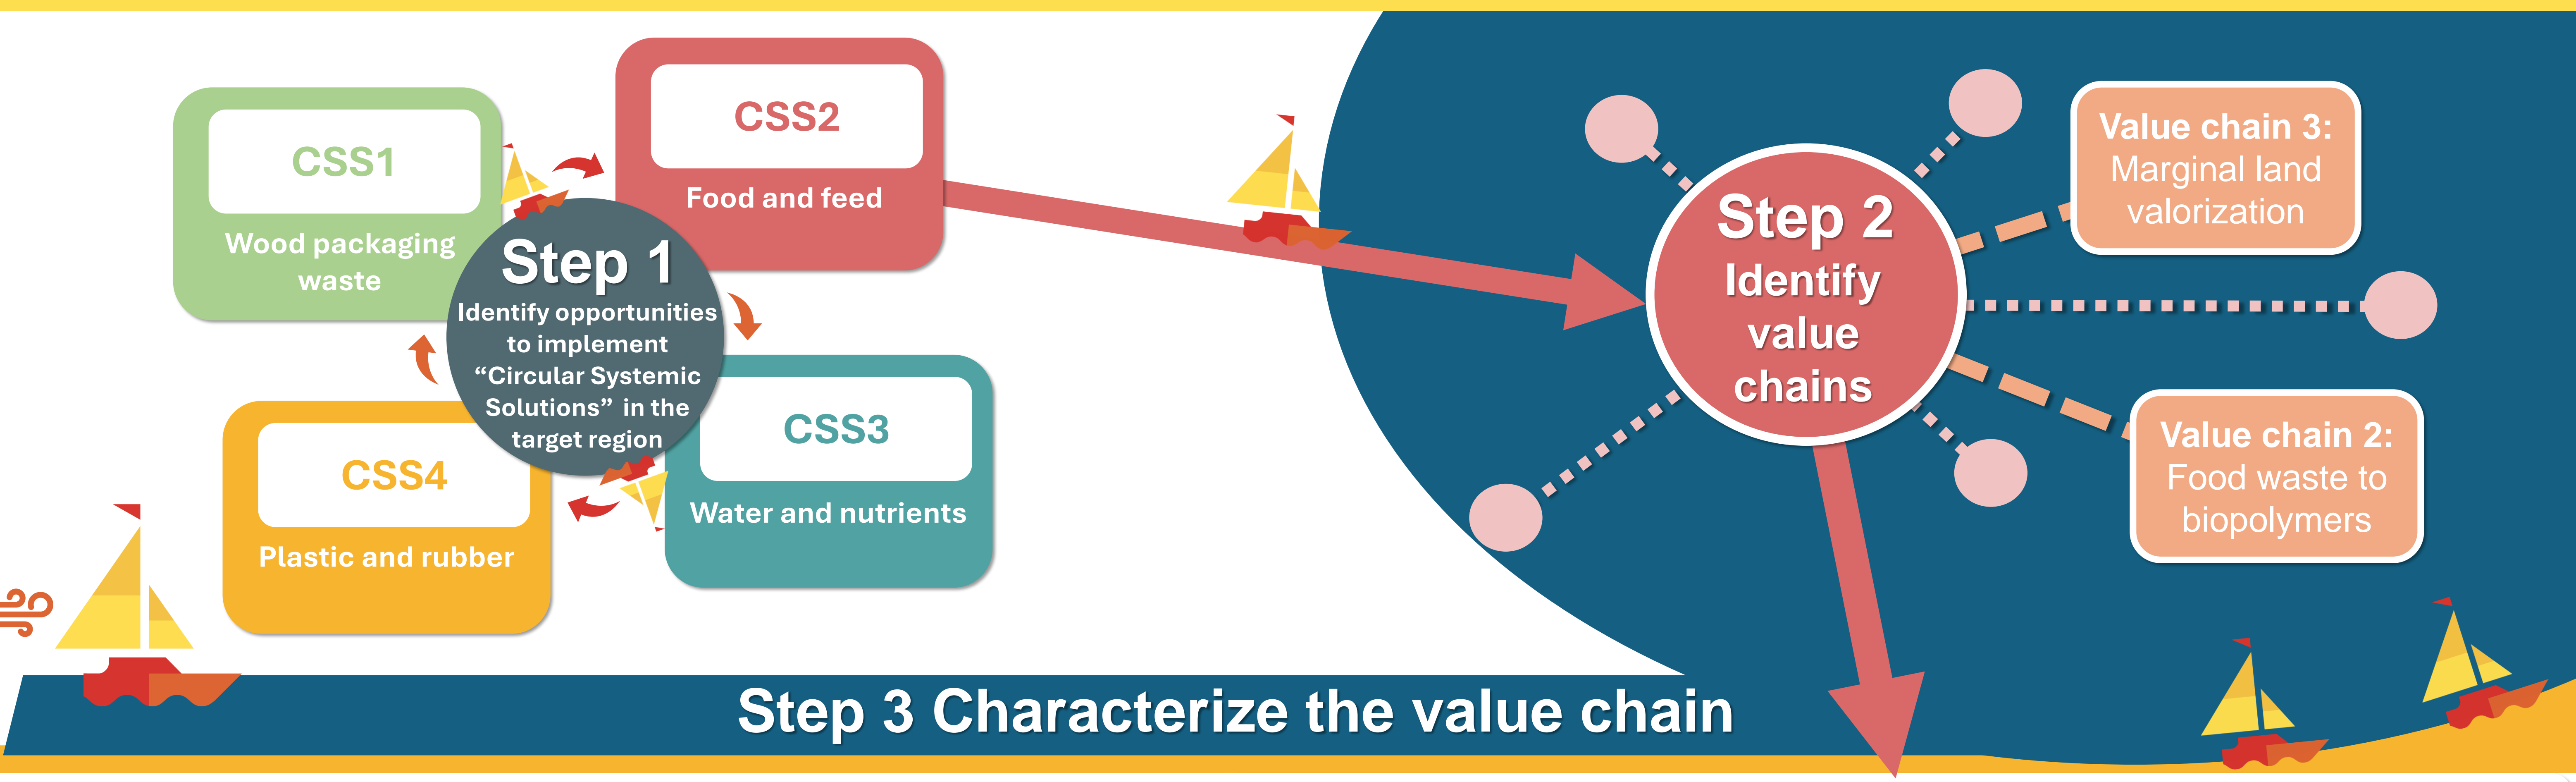 CSS1
Wood packaging
waste
CSS2
Food and feed
Step 1
Identify opportunities
to implement
“Circular Systemic
Solutions” in the
target region
CSS3
Water and nutrients
CSS4
Plastic and rubber
Step 2
Identify
value
chains
Value chain 3:
Marginal land
valorization
Value chain 2:
Food waste to
biopolymers
Step 3 Characterize the value chain